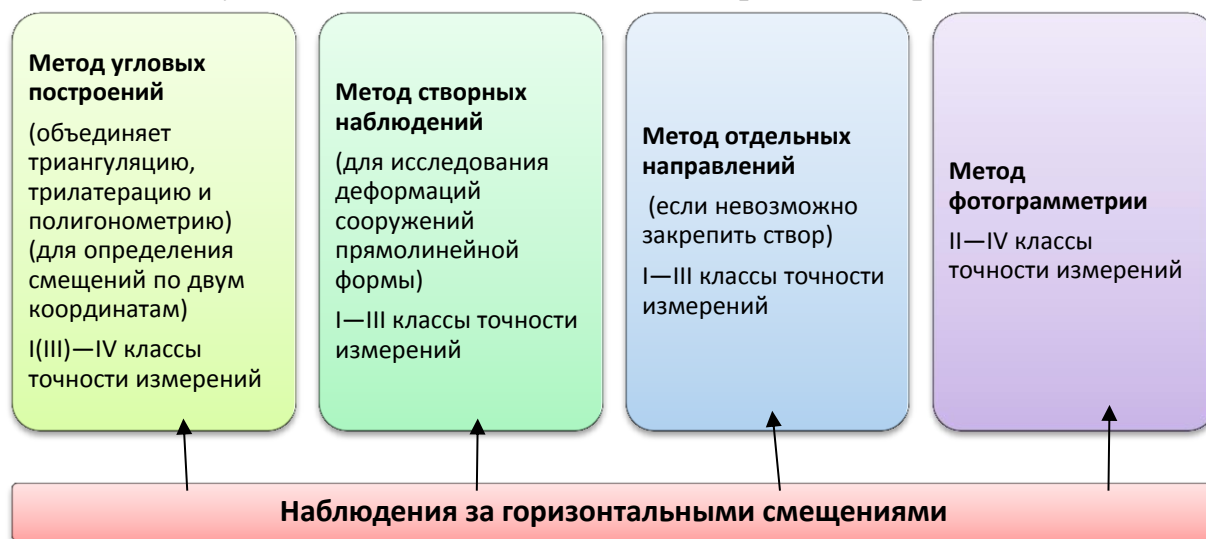 Метод угловых
построений
(объединяет
триангуляцию,
трилатерацию и
полигонометрию)
(для определения
смещений по двум
координатам)
I(III)—IV классы
точности измерений
Метод створных
наблюдений
(для исследования
деформаций
сооружений
прямолинейной
формы)
I—III классы точности
измерений
Метод отдельных
направлений
(если невозможно
закрепить створ)
I—III классы точности
измерений
Метод
фотограмметрии
II—IV классы
точности измерений
Наблюдения за горизонтальными смещениями